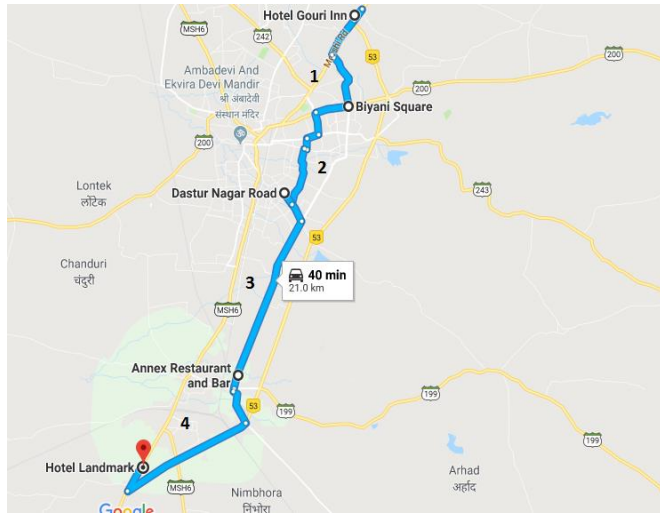 Hotel Gouri Inn
MSH6
242
53
Ambadevi And
Ekvira Devi Mandir
श्री अंबादेवी
संस्थान मंदिर
1
200
Biyani Square
200
200
2
Lontek
लोंटेक
Dastur Nagar Road
243
53
Chanduri
चंदुरी
3
40 min
21.0 km
MSH6
Annex Restaurant
and Bar
53
199
199
4
199
Hotel Landmark
MSH6
Arhad
अर्हाद
Nimbhora
निंभोरा
Google